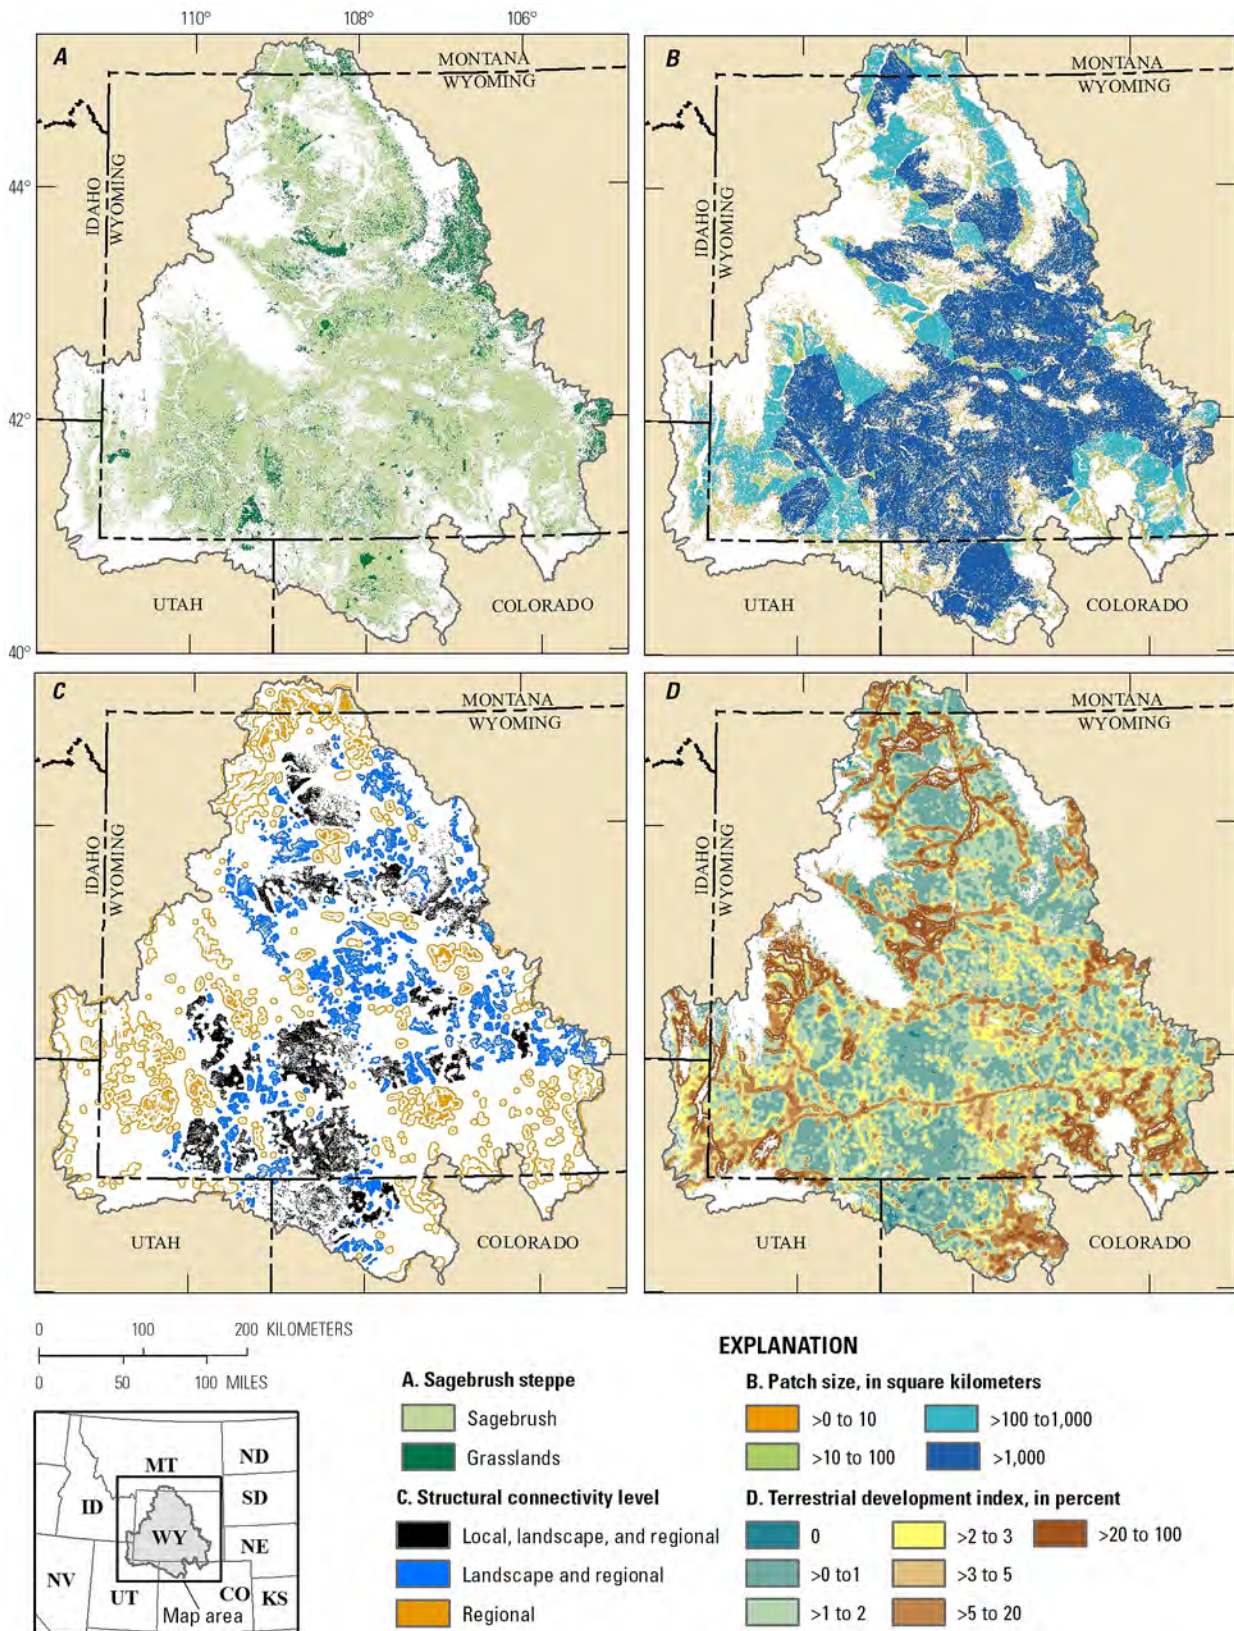 110° 108° 106°
A
MONTANA
WYOMING
IDAHO
WYOMING
44°
42°
40°
UTAH
COLORADO
B
MONTANA
WYOMING
IDAHO
WYOMING
UTAH
COLORADO
C
MONTANA
WYOMING
IDAHO
WYOMING
UTAH
COLORADO
D
MONTANA
WYOMING
IDAHO
WYOMING
UTAH
COLORADO
0 100 200 KILOMETERS
0 50 100 MILES
MT
ND
ID
SD
WY
NE
NV
UT
CO
KS
Map area
EXPLANATION
A. Sagebrush steppe
Sagebrush
Grasslands
C. Structural connectivity level
Local, landscape, and regional
Landscape and regional
Regional
B. Patch size, in square kilometers
>0 to 10
>10 to 100
>100 to1,000
>1,000
D. Terrestrial development index, in percent
0
>0 to1
>1 to 2
>2 to 3
>3 to 5
>5 to 20
>20 to 100